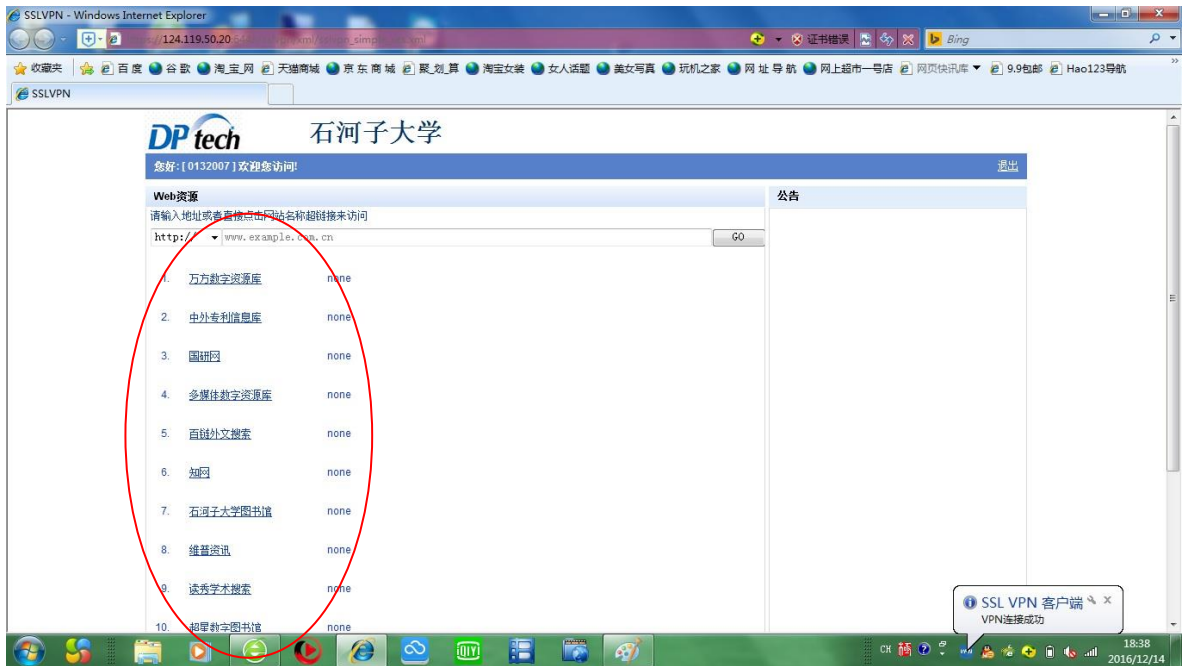 SSLVPN - Windows Internet Explorer
//124.119.50.20
证书错误
Bing
收藏夹 百度 谷歌 淘_宝_网 天猫商城 京东商城 聚_划_算 淘宝女装 女人话题 美女写真 玩机之家 网址导航 网上超市一号店 网页快讯库 9.9包邮 Hao123导航
SSLVPN
DPtech 石河子大学
您好:[0132007]欢迎您访问! 退出
Web资源 公告
请输入地址或者直接点击网站名称超链接来访问
http:// www.example.com.cn GO
1. 万方数字资源库 none
2. 中外专利信息库 none
3. 国研网 none
4. 多媒体数字资源库 none
5. 百链外文搜索 none
6. 知网 none
7. 石河子大学图书馆 none
8. 维普资讯 none
9. 读秀学术搜索 none
10. 超星数字图书馆 none
SSL VPN 客户端
VPN连接成功
CH
18:38
2016/12/14